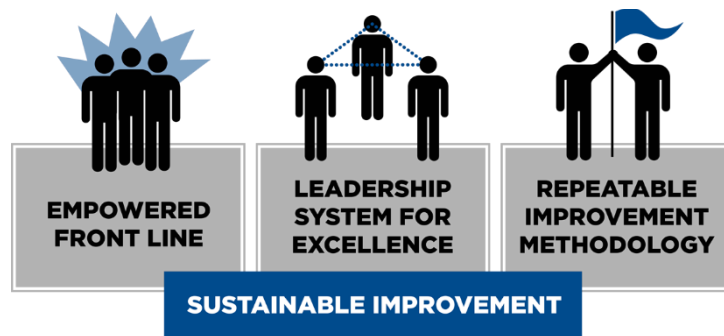 EMPOWERED
FRONT LINE
LEADERSHIP
SYSTEM FOR
EXCELLENCE
REPEATABLE
IMPROVEMENT
METHODOLOGY
SUSTAINABLE IMPROVEMENT